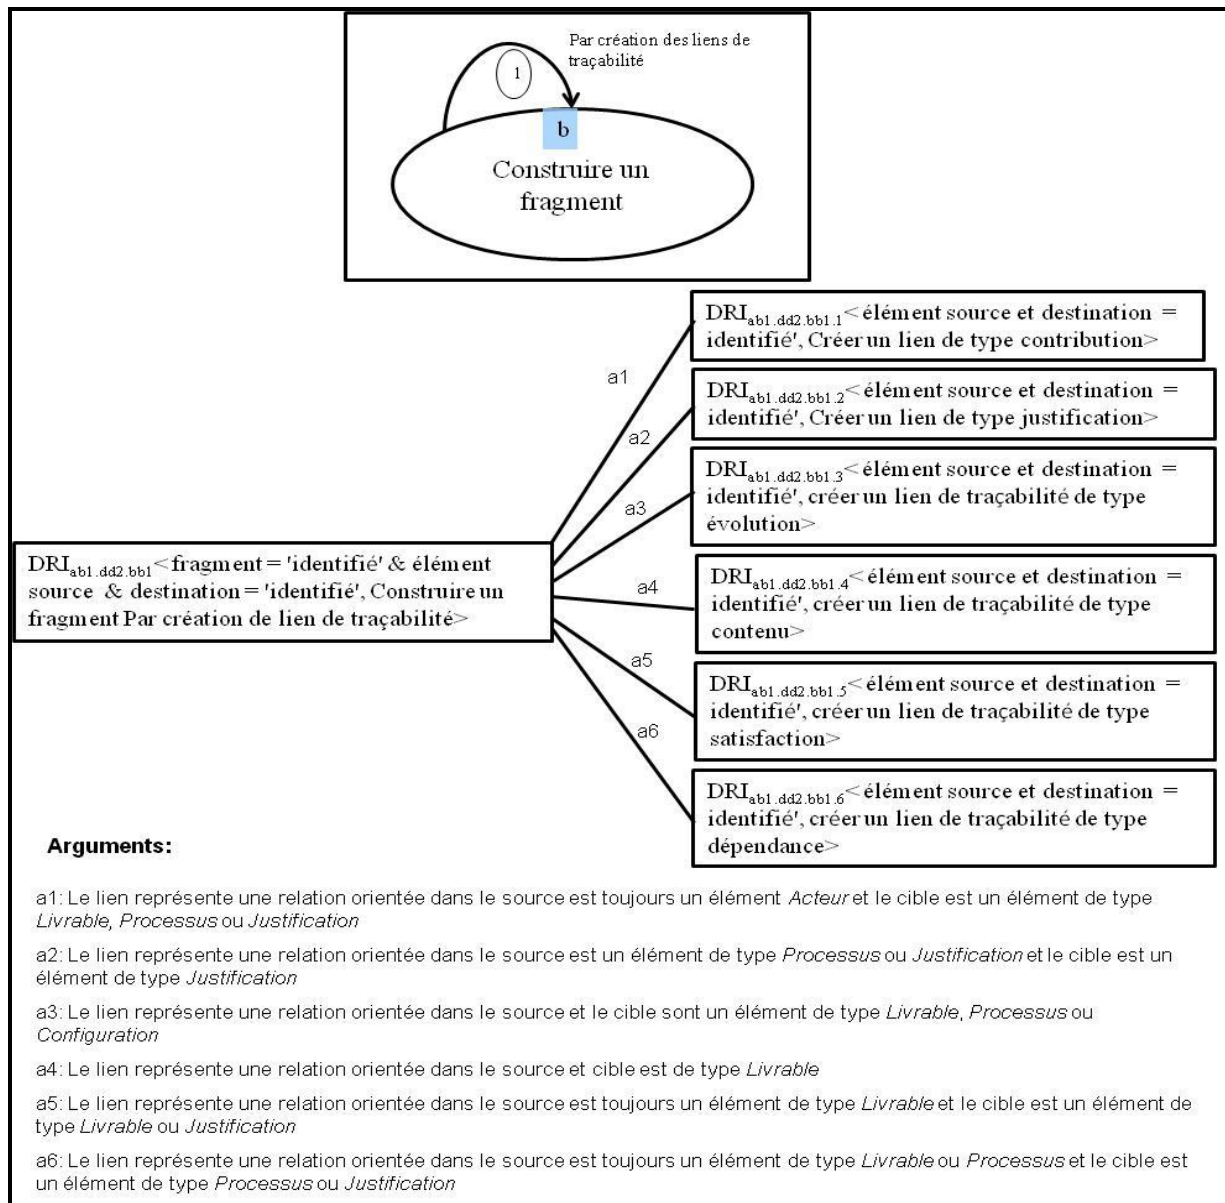 Par création des liens de
traçabilité
1
b
Construire un
fragment
DRIab1.dd2.bb1.1<élément source et destination =
identifié', Créer un lien de type contribution>
a1
DRIab1.dd2.bb1.2<élément source et destination =
identifié', Créer un lien de type justification>
a2
DRIab1.dd2.bb1.3<élément source et destination =
identifié', créer un lien de traçabilité de type
évolution>
a3
DRIab1.dd2.bb1<fragment = 'identifié' & élément
source & destination = 'identifié', Construire un
fragment Par création de lien de traçabilité>
DRIab1.dd2.bb1.4<élément source et destination =
identifié', créer un lien de traçabilité de type
contenu>
a4
DRIab1.dd2.bb1.5<élément source et destination =
identifié', créer un lien de traçabilité de type
satisfaction>
a5
DRIab1.dd2.bb1.6<élément source et destination =
identifié', créer un lien de traçabilité de type
dépendance>
a6
Arguments:
a1: Le lien représente une relation orientée dans le source est toujours un élément Acteur et le cible est un élément de type
Livrable, Processus ou Justification
a2: Le lien représente une relation orientée dans le source est un élément de type Processus ou Justification et le cible est un
élément de type Justification
a3: Le lien représente une relation orientée dans le source et le cible sont un élément de type Livrable, Processus ou
Configuration
a4: Le lien représente une relation orientée dans le source et cible est de type Livrable
a5: Le lien représente une relation orientée dans le source est toujours un élément de type Livrable et le cible est un élément de
type Livrable ou Justification
a6: Le lien représente une relation orientée dans le source est toujours un élément de type Livrable ou Processus et le cible est
un élément de type Processus ou Justification